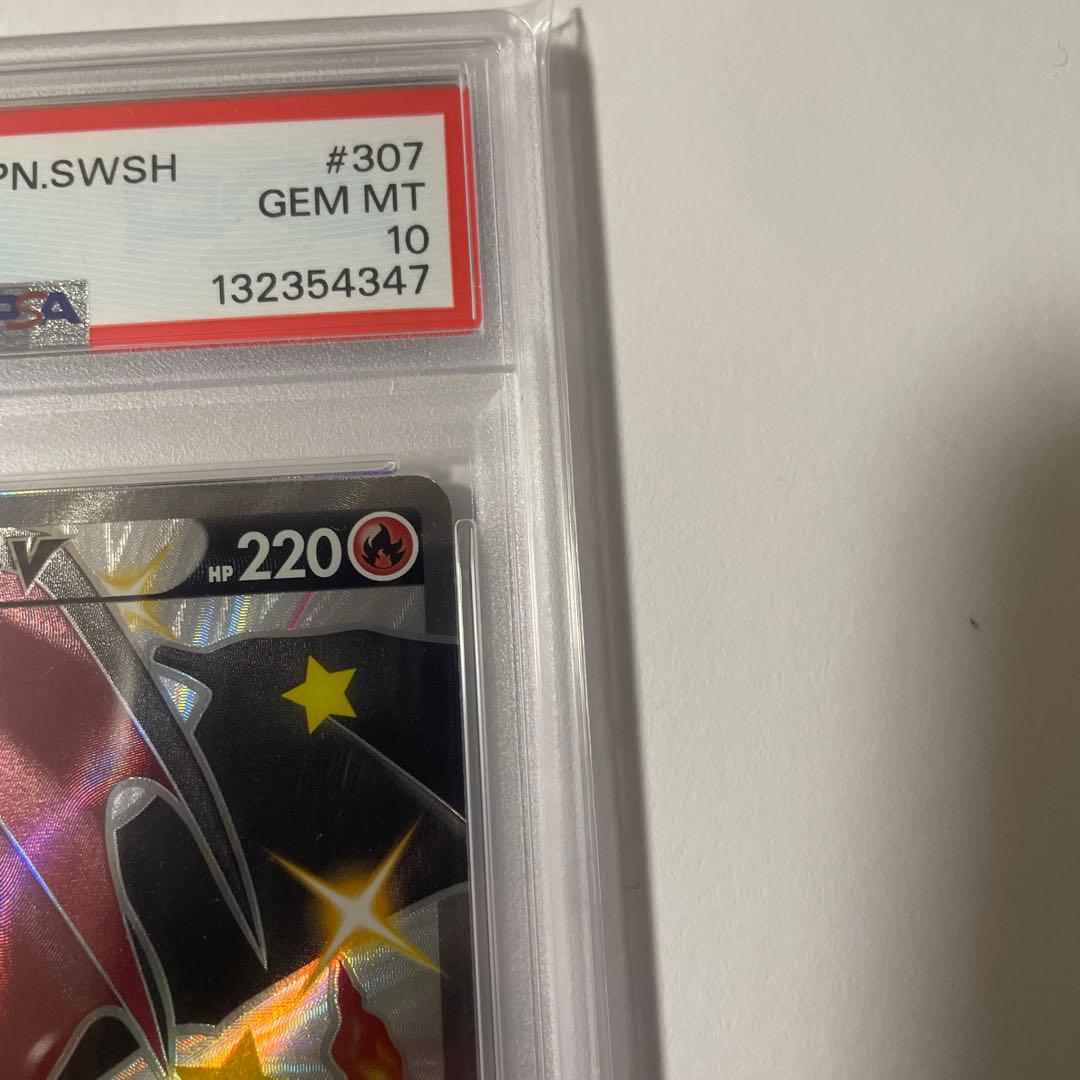 PN.SWSH #307
GEM MT
10
132354347
PSA
V HP 220